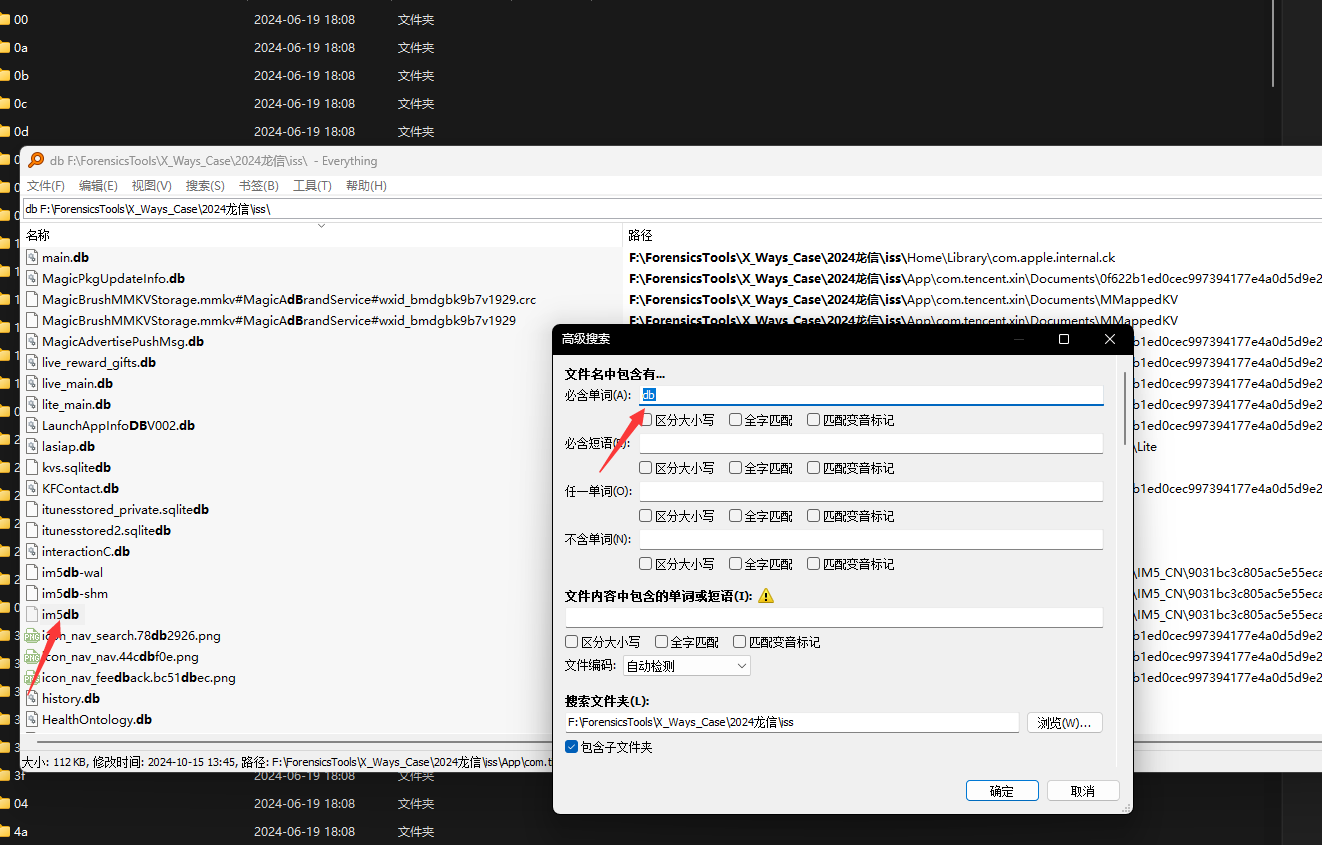 00 2024-06-19 18:08 文件夹
0a 2024-06-19 18:08 文件夹
0b 2024-06-19 18:08 文件夹
0c 2024-06-19 18:08 文件夹
0d 2024-06-19 18:08 文件夹
db F:\ForensicsTools\X_Ways_Case\2024龙信\iss\ - Everything
文件(F) 编辑(E) 视图(V) 搜索(S) 书签(B) 工具(T) 帮助(H)
db F:\ForensicsTools\X_Ways_Case\2024龙信\iss\
名称 路径
main.db F:\ForensicsTools\X_Ways_Case\2024龙信\iss\Home\Library\com.apple.internal.ck
MagicPkgUpdateInfo.db F:\ForensicsTools\X_Ways_Case\2024龙信\iss\App\com.tencent.xin\Documents\0f622b1ed0cec997394177e4a0d5d9e2
MagicBrushMMKVStorage.mmkv#MagicAdBrandService#wxid_bmdgbk9b7v1929.crc F:\ForensicsTools\X_Ways_Case\2024龙信\iss\App\com.tencent.xin\Documents\MMappedKV
MagicBrushMMKVStorage.mmkv#MagicAdBrandService#wxid_bmdgbk9b7v1929 F:\ForensicsTools\X_Ways_Case\2024龙信\iss\App\com.tencent.xin\Documents\MMappedKV
MagicAdvertisePushMsg.db b1ed0cec997394177e4a0d5d9e2
live_reward_gifts.db b1ed0cec997394177e4a0d5d9e2
live_main.db b1ed0cec997394177e4a0d5d9e2
lite_main.db b1ed0cec997394177e4a0d5d9e2
LaunchAppInfoDBV002.db b1ed0cec997394177e4a0d5d9e2
lasiap.db \Lite
kvs.sqlitedb
KFContact.db b1ed0cec997394177e4a0d5d9e2
itunesstored_private.sqlitedb
itunesstored2.sqlitedb
interactionC.db
im5db-wal \IM5_CN\9031bc3c805ac5e55eca
im5db-shm \IM5_CN\9031bc3c805ac5e55eca
im5db \IM5_CN\9031bc3c805ac5e55eca
icon_nav_search.78db2926.png b1ed0cec997394177e4a0d5d9e2
icon_nav_nav.44cdbf0e.png b1ed0cec997394177e4a0d5d9e2
icon_nav_feedback.bc51dbec.png b1ed0cec997394177e4a0d5d9e2
history.db
HealthOntology.db
大小: 112 KB, 修改时间: 2024-10-15 13:45, 路径: F:\ForensicsTools\X_Ways_Case\2024龙信\iss\App\com.t
高级搜索
文件名中包含有...
必含单词(A): db
区分大小写 全字匹配 匹配变音标记
必含短语
区分大小写 全字匹配 匹配变音标记
任一单词(O):
区分大小写 全字匹配 匹配变音标记
不含单词(N):
区分大小写 全字匹配 匹配变音标记
文件内容中包含的单词或短语(I):
区分大小写 全字匹配 匹配变音标记
文件编码: 自动检测
搜索文件夹(L):
F:\ForensicsTools\X_Ways_Case\2024龙信\iss 浏览(W)...
包含子文件夹
确定 取消
3f 2024-06-19 18:08 文件夹
04 2024-06-19 18:08 文件夹
4a 2024-06-19 18:08 文件夹